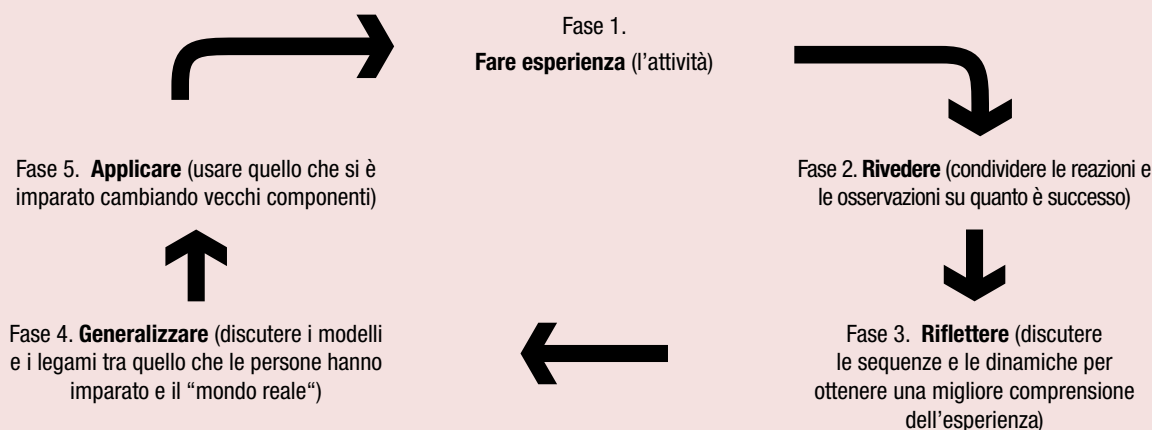 Fase 1.
Fare esperienza (l’attività)
Fase 2. Rivedere (condividere le reazioni e
le osservazioni su quanto è successo)
Fase 3. Riflettere (discutere
le sequenze e le dinamiche per
ottenere una migliore comprensione
dell’esperienza)
Fase 4. Generalizzare (discutere i modelli
e i legami tra quello che le persone hanno
imparato e il “mondo reale“)
Fase 5. Applicare (usare quello che si è
imparato cambiando vecchi componenti)